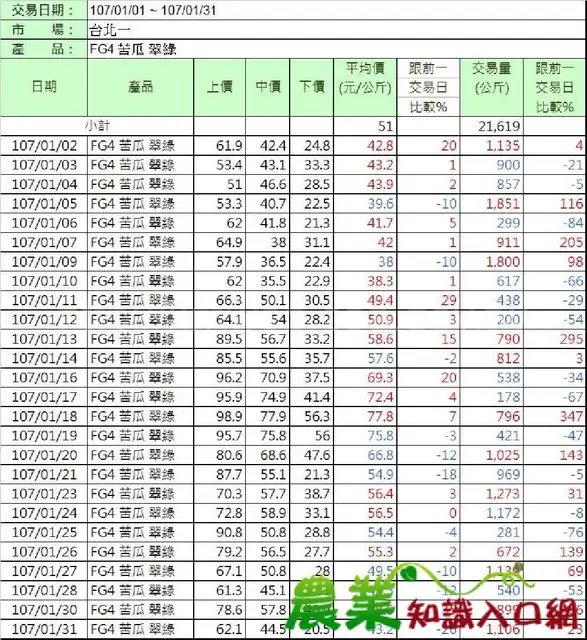 交易日期： 107/01/01 ~ 107/01/31
市 場： 台北一
產 品： FG4 苦瓜 翠綠
日期 產品 上價 中價 下價 平均價 (元/公斤) 跟前一交易日比較% 交易量 (公斤) 跟前一交易日比較%
小計 51 21,619
107/01/02 FG4 苦瓜 翠綠 61.9 42.4 24.8 42.8 20 1,135 4
107/01/03 FG4 苦瓜 翠綠 53.4 43.1 33.3 43.2 1 900 -21
107/01/04 FG4 苦瓜 翠綠 51 46.6 28.5 43.9 2 857 -5
107/01/05 FG4 苦瓜 翠綠 53.3 40.7 22.5 39.6 -10 1,851 116
107/01/06 FG4 苦瓜 翠綠 62 41.8 21.3 41.7 5 299 -84
107/01/07 FG4 苦瓜 翠綠 64.9 38 31.1 42 1 911 205
107/01/09 FG4 苦瓜 翠綠 57.9 36.5 22.4 38 -10 1,800 98
107/01/10 FG4 苦瓜 翠綠 62 35.5 22.9 38.3 1 617 -66
107/01/11 FG4 苦瓜 翠綠 66.3 50.1 30.5 49.4 29 438 -29
107/01/12 FG4 苦瓜 翠綠 64.1 54 28.2 50.9 3 200 -54
107/01/13 FG4 苦瓜 翠綠 89.5 56.7 33.2 58.6 15 790 295
107/01/14 FG4 苦瓜 翠綠 85.5 55.6 35.7 57.6 -2 812 3
107/01/16 FG4 苦瓜 翠綠 96.2 70.9 37.5 69.3 20 538 -34
107/01/17 FG4 苦瓜 翠綠 95.9 74.9 41.4 72.4 4 178 -67
107/01/18 FG4 苦瓜 翠綠 98.9 77.9 56.3 77.8 7 796 347
107/01/19 FG4 苦瓜 翠綠 95.7 75.8 56 75.8 -3 421 -47
107/01/20 FG4 苦瓜 翠綠 80.6 68.6 47.6 66.8 -12 1,025 143
107/01/21 FG4 苦瓜 翠綠 87.7 55.1 21.3 54.9 -18 969 -5
107/01/23 FG4 苦瓜 翠綠 70.3 57.7 38.7 56.4 3 1,273 31
107/01/24 FG4 苦瓜 翠綠 72.8 58.9 33.1 56.5 0 1,172 -8
107/01/25 FG4 苦瓜 翠綠 90.8 50.8 28.8 54.4 -4 281 -76
107/01/26 FG4 苦瓜 翠綠 79.2 56.5 27.7 55.3 2 672 139
107/01/27 FG4 苦瓜 翠綠 67.1 50.8 28 49.5 -10 69
107/01/28 FG4 苦瓜 翠綠 61.3 45.1 -12 540 -53
107/01/30 FG4 苦瓜 翠綠 78.6 57.8
107/01/31 FG4 苦瓜 翠綠 62.1 44.5 20.5 43.2
農業知識入口網